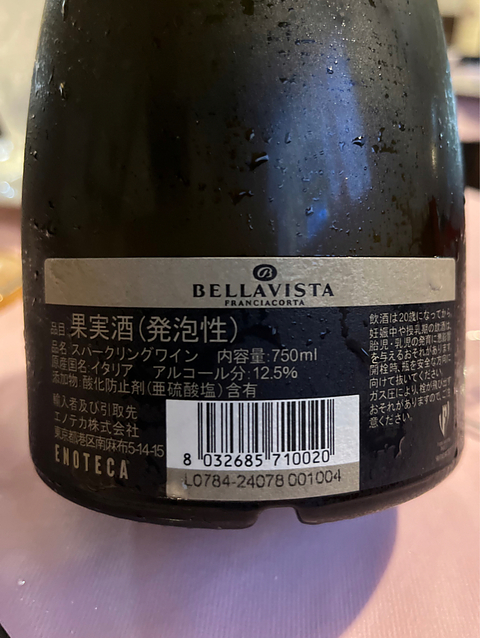 B
BELLAVISTA
FRANCIACORTA
品目 果実酒(発泡性)
品名 スパークリングワイン 内容量:750ml
原産国名:イタリア アルコール分:12.5%
添加物:酸化防止剤(亜硫酸塩)含有
輸入者及び引取先
エノテカ株式会社
東京都港区南麻布5-14-15
ENOTECA
飲酒は20歳になってから。
妊娠中や授乳期の飲酒は、
胎児・乳児の発育に悪影響
を与えるおそれがあります。
開栓時、瓶を安全な
向けて抜いてください。
ガス圧により栓が飛び出
おそれがありますので、ご
意ください。
8 032685 710020
L0784-24078 001004